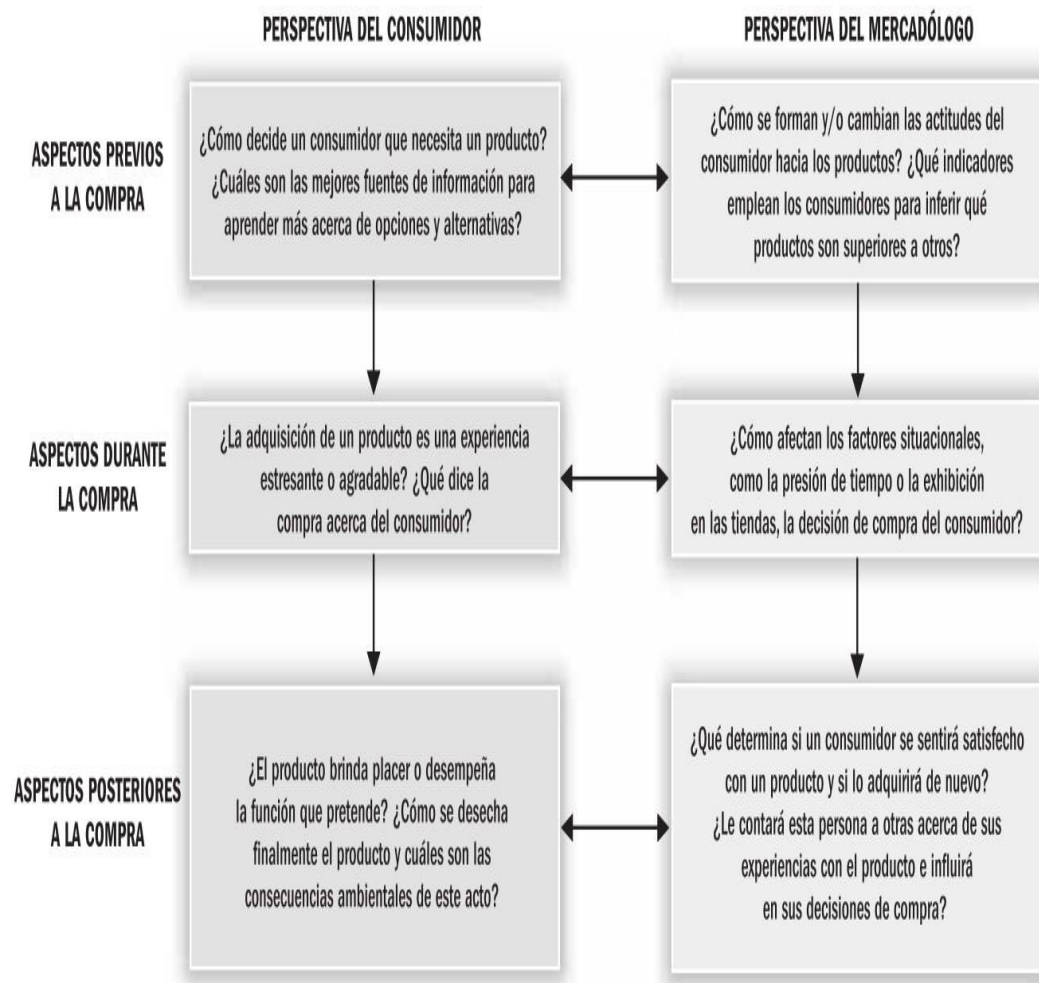 PERSPECTIVA DEL CONSUMIDOR
PERSPECTIVA DEL MERCADÓLOGO
ASPECTOS PREVIOS
A LA COMPRA
¿Cómo decide un consumidor que necesita un producto?
¿Cuáles son las mejores fuentes de información para
aprender más acerca de opciones y alternativas?
¿Cómo se forman y/o cambian las actitudes del
consumidor hacia los productos? ¿Qué indicadores
emplean los consumidores para inferir qué
productos son superiores a otros?
ASPECTOS DURANTE
LA COMPRA
¿La adquisición de un producto es una experiencia
estresante o agradable? ¿Qué dice la
compra acerca del consumidor?
¿Cómo afectan los factores situacionales,
como la presión de tiempo o la exhibición
en las tiendas, la decisión de compra del consumidor?
ASPECTOS POSTERIORES
A LA COMPRA
¿El producto brinda placer o desempeña
la función que pretende? ¿Cómo se desecha
finalmente el producto y cuáles son las
consecuencias ambientales de este acto?
¿Qué determina si un consumidor se sentirá satisfecho
con un producto y si lo adquirirá de nuevo?
¿Le contará esta persona a otras acerca de sus
experiencias con el producto e influirá
en sus decisiones de compra?